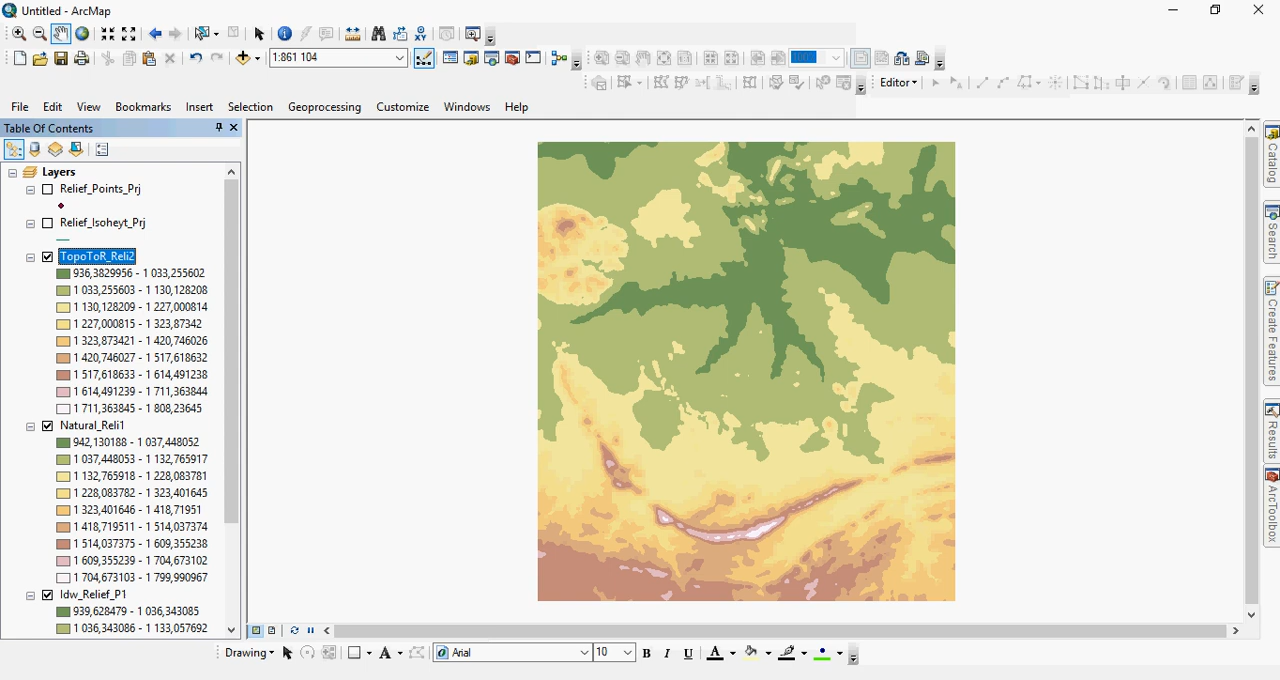 Untitled - ArcMap
1:861 104
Editor
File Edit View Bookmarks Insert Selection Geoprocessing Customize Windows Help
Table Of Contents
Layers
Relief_Points_Prj
Relief_Isoheyt_Prj
TopoToR_Reli2
936,3829956 - 1 033,255602
1 033,255603 - 1 130,128208
1 130,128209 - 1 227,000814
1 227,000815 - 1 323,87342
1 323,873421 - 1 420,746026
1 420,746027 - 1 517,618632
1 517,618633 - 1 614,491238
1 614,491239 - 1 711,363844
1 711,363845 - 1 808,23645
Natural_Reli1
942,130188 - 1 037,448052
1 037,448053 - 1 132,765917
1 132,765918 - 1 228,083781
1 228,083782 - 1 323,401645
1 323,401646 - 1 418,71951
1 418,719511 - 1 514,037374
1 514,037375 - 1 609,355238
1 609,355239 - 1 704,673102
1 704,673103 - 1 799,990967
Idw_Relief_P1
939,628479 - 1 036,343085
1 036,343086 - 1 133,057692
Catalog
Search
Create Features
Results
ArcToolbox
Drawing A Arial 10 B I U A